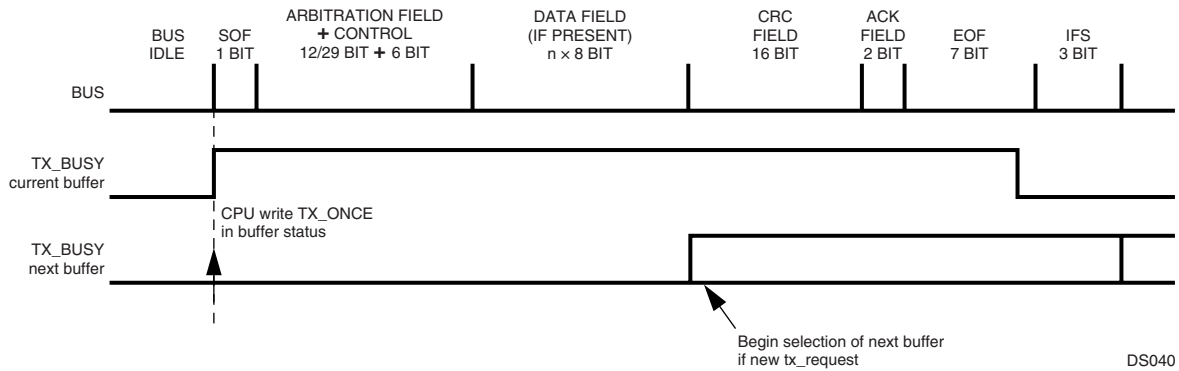 BUS
IDLE
SOF
1 BIT
ARBITRATION FIELD
+ CONTROL
12/29 BIT + 6 BIT
DATA FIELD
(IF PRESENT)
n × 8 BIT
CRC
FIELD
16 BIT
ACK
FIELD
2 BIT
EOF
7 BIT
IFS
3 BIT
BUS
TX_BUSY
current buffer
CPU write TX_ONCE
in buffer status
TX_BUSY
next buffer
Begin selection of next buffer
if new tx_request
DS040